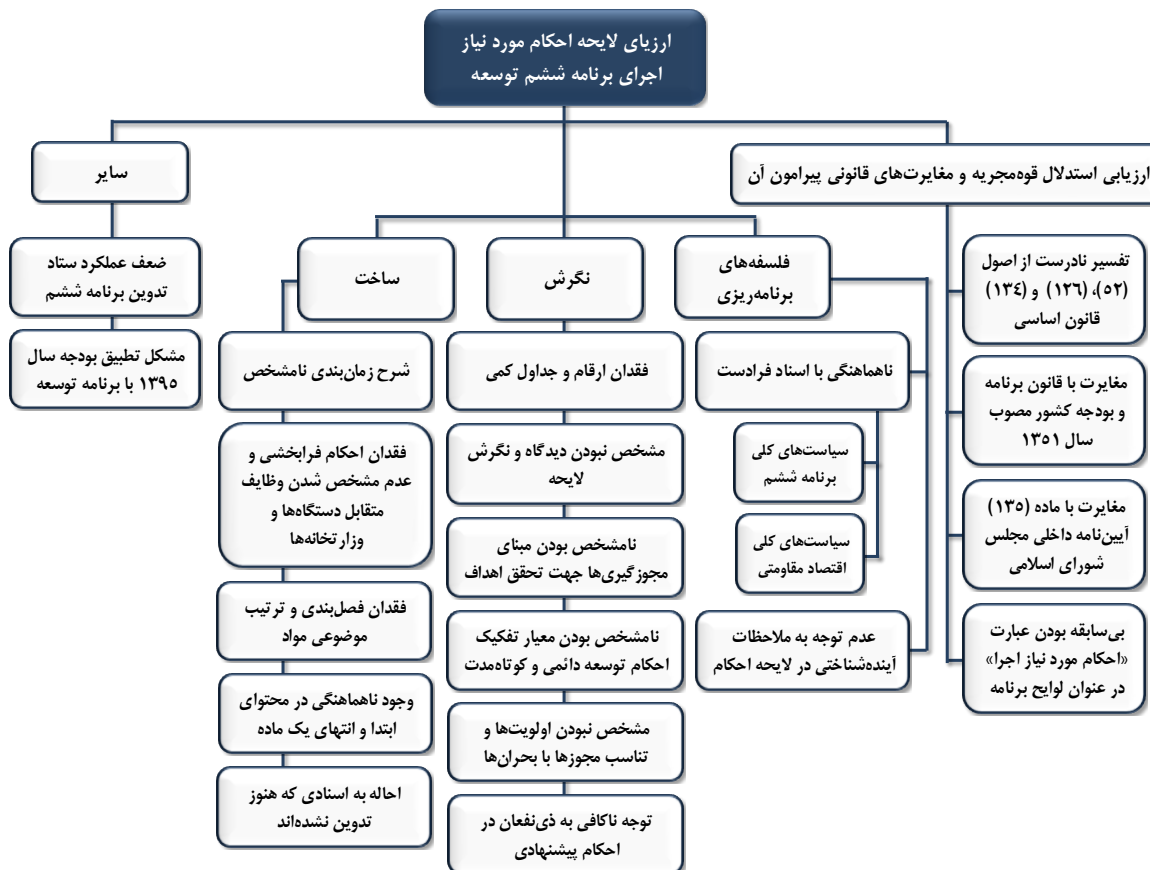 ارزیای لایحه احکام مورد نیاز
اجرای برنامه ششم توسعه
ارزیابی استدلال قوه‌مجریه و مغایرت‌های قانونی پیرامون آن
تفسیر نادرست از اصول
(۵۲)، (۱۲۶) و (۱۳۴)
قانون اساسی
مغایرت با قانون برنامه
و بودجه کشور مصوب
سال ۱۳۵۱
مغایرت با ماده (۱۳۵)
آیین‌نامه داخلی مجلس
شورای اسلامی
بی‌سابقه بودن عبارت
«احکام مورد نیاز اجرا»
در عنوان لوایح برنامه
فلسفه‌های
برنامه‌ریزی
ناهماهنگی با اسناد فرادست
سیاست‌های کلی
برنامه ششم
سیاست‌های کلی
اقتصاد مقاومتی
عدم توجه به ملاحظات
آینده‌شناختی در لایحه احکام
نگرش
فقدان ارقام و جداول کمی
مشخص نبودن دیدگاه و نگرش
لایحه
نامشخص بودن مبنای
مجوزگیری‌ها جهت تحقق اهداف
نامشخص بودن معیار تفکیک
احکام توسعه دائمی و کوتاه‌مدت
مشخص نبودن اولویت‌ها و
تناسب مجوزها با بحران‌ها
توجه ناکافی به ذی‌نفعان در
احکام پیشنهادی
ساخت
شرح زمان‌بندی نامشخص
فقدان احکام فرابخشی و
عدم مشخص شدن وظایف
متقابل دستگاه‌ها و
وزارتخانه‌ها
فقدان فصل‌بندی و ترتیب
موضوعی مواد
وجود ناهماهنگی در محتوای
ابتدا و انتهای یک ماده
احاله به اسنادی که هنوز
تدوین نشده‌اند
سایر
ضعف عملکرد ستاد
تدوین برنامه ششم
مشکل تطبیق بودجه سال
۱۳۹۵ با برنامه توسعه